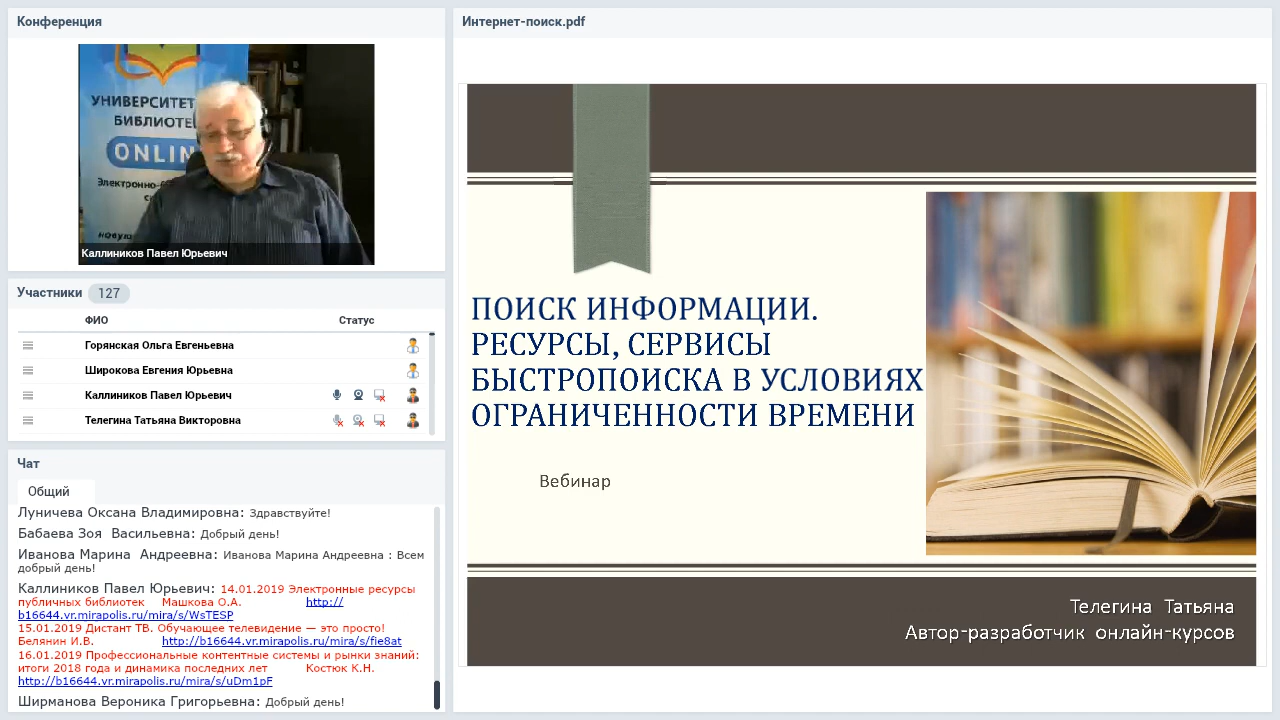 Конференция
УНИВЕРСИТЕТ
БИБЛИОТЕ
ONLIN
Каллиников Павел Юрьевич
Участники 127
ФИО Статус
Горянская Ольга Евгеньевна
Широкова Евгения Юрьевна
Каллиников Павел Юрьевич
Телегина Татьяна Викторовна
Чат
Общий
Луничева Оксана Владимировна: Здравствуйте!
Бабаева Зоя Васильевна: Добрый день!
Иванова Марина Андреевна: Иванова Марина Андреевна : Всем
добрый день!
Каллиников Павел Юрьевич: 14.01.2019 Электронные ресурсы
публичных библиотек Машкова О.А. http://
b16644.vr.mirapolis.ru/mira/s/WsTESP
15.01.2019 Дистант ТВ. Обучающее телевидение — это просто!
Белянин И.В. http://b16644.vr.mirapolis.ru/mira/s/fie8at
16.01.2019 Профессиональные контентные системы и рынки знаний:
итоги 2018 года и динамика последних лет Костюк К.Н.
http://b16644.vr.mirapolis.ru/mira/s/uDm1pF
Ширманова Вероника Григорьевна: Добрый день!
Интернет-поиск.pdf
ПОИСК ИНФОРМАЦИИ.
РЕСУРСЫ, СЕРВИСЫ
БЫСТРОПОИСКА В УСЛОВИЯХ
ОГРАНИЧЕННОСТИ ВРЕМЕНИ
Вебинар
Телегина Татьяна
Автор-разработчик онлайн-курсов